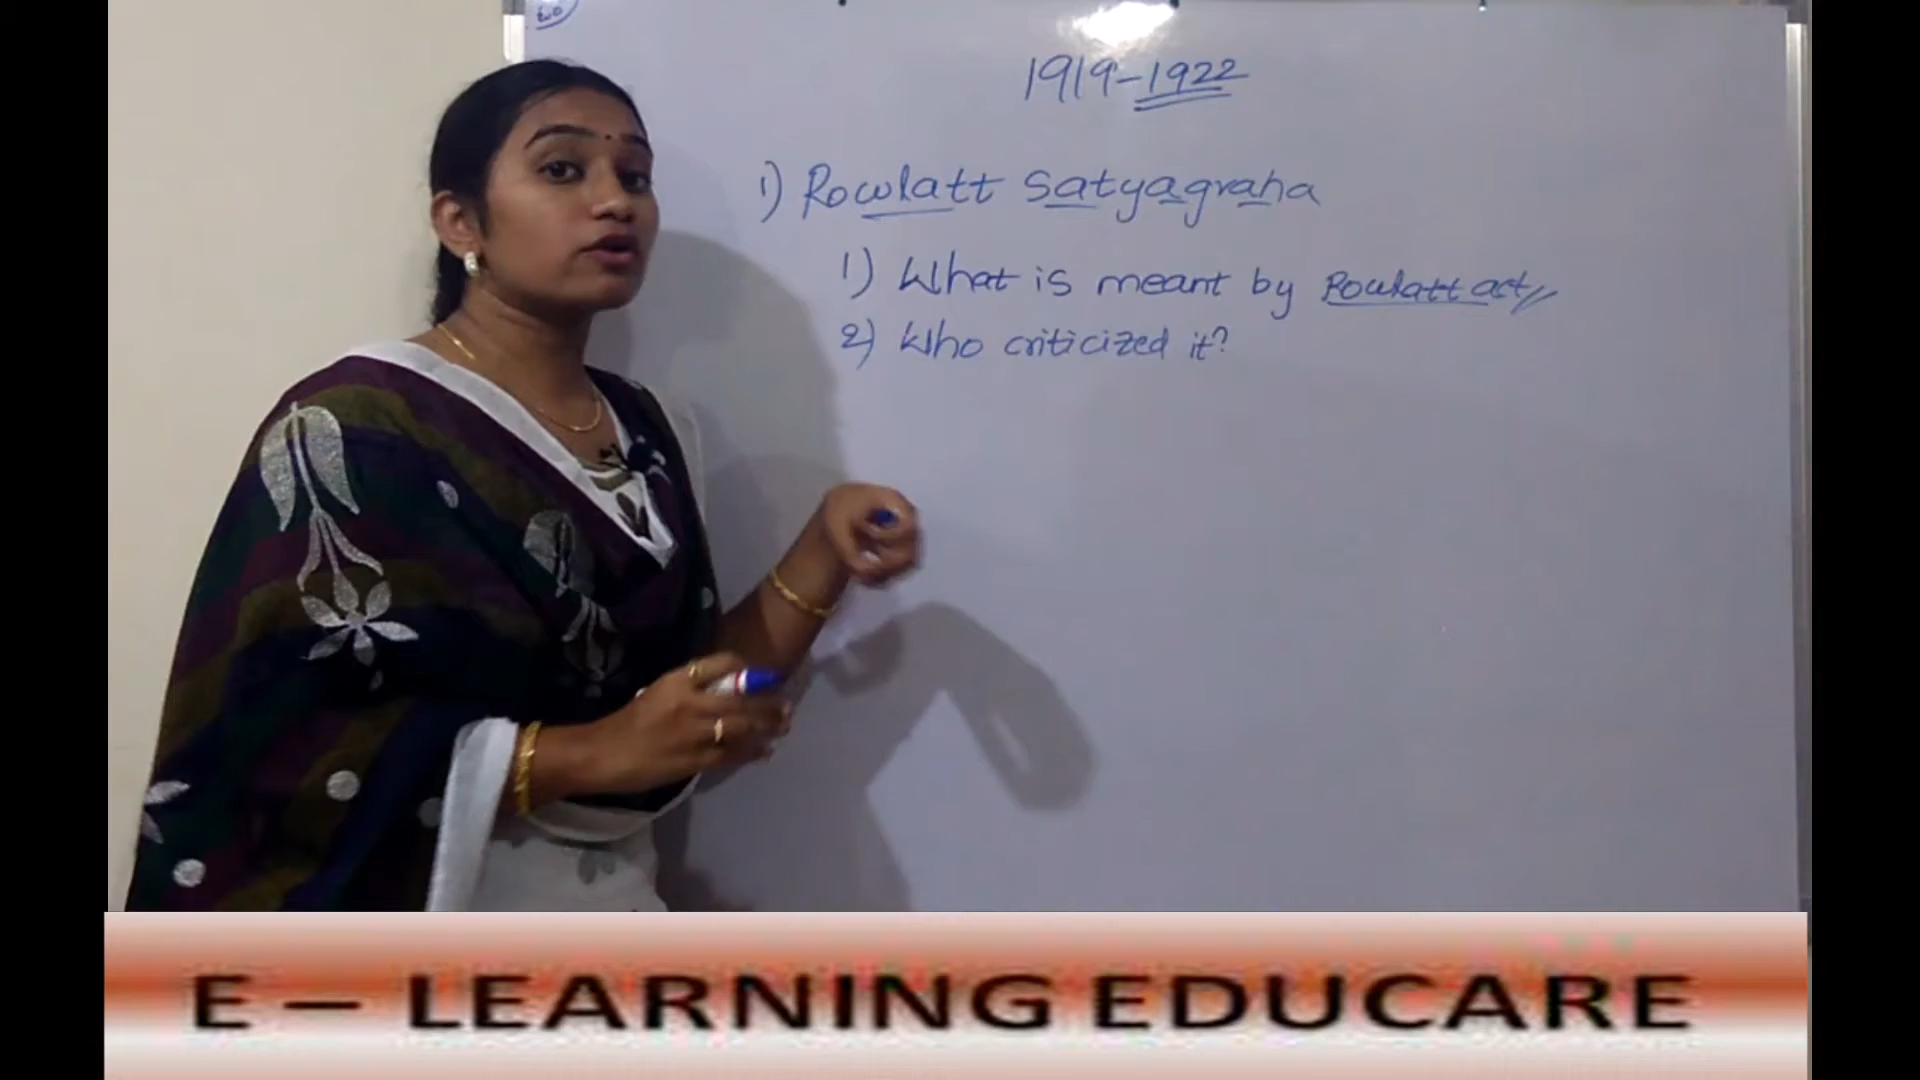 1919-1922
1) Rowlatt Satyagraha
1) What is meant by Rowlatt act
2) Who criticized it?
E – LEARNING EDUCARE